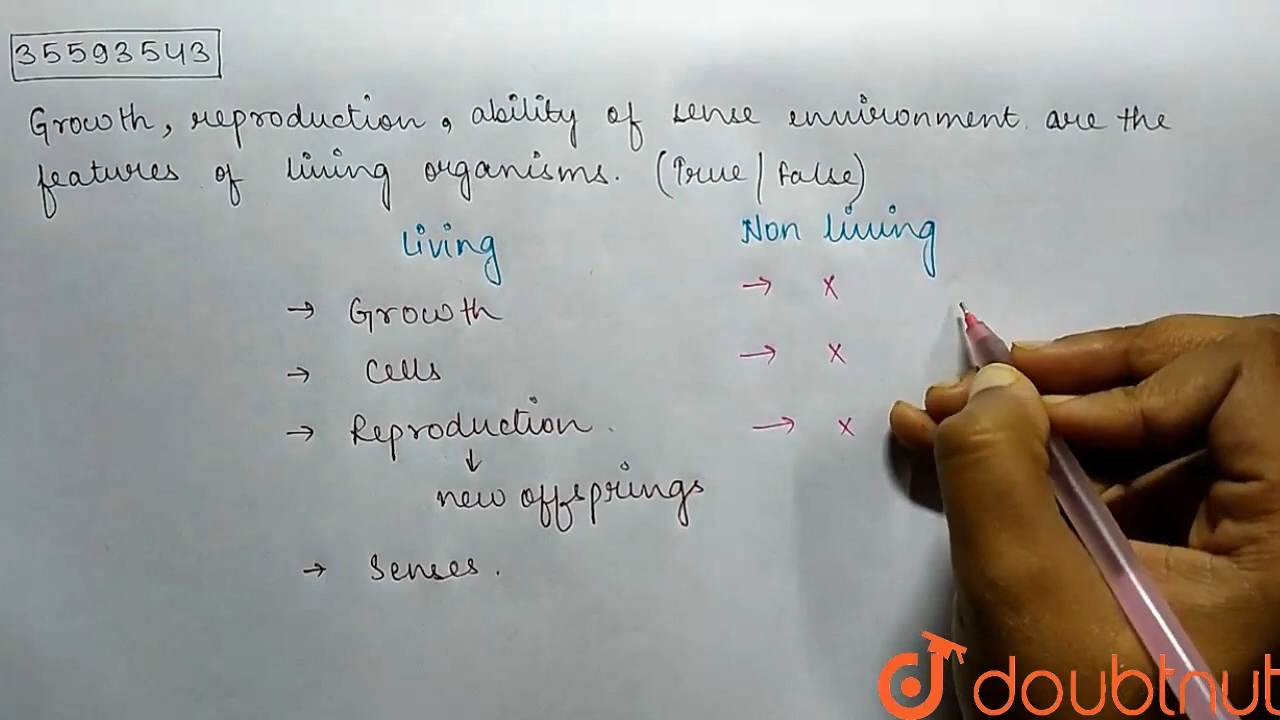 35593543
Growth, reproduction, ability of sense environment are the
features of living organisms. (True/False)
Living
Non living
→ Growth
→ x
→ Cells
→ x
→ Reproduction.
→ x
↓
new offsprings
→ Senses.
doubtnut